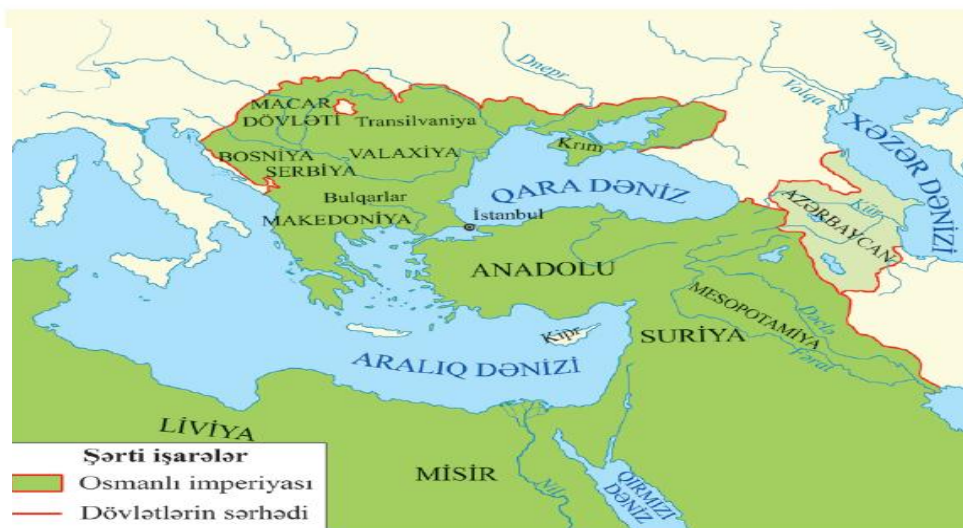 Dnepr
Don
Volqa
MACAR
DÖVLƏTİ
Transilvaniya
XƏZƏR DƏNİZİ
Krım
BOSNİYA
VALAXİYA
SERBİYA
QARA DƏNİZ
Kür
AZƏRBAYCAN
Bulqarlar
İstanbul
MAKEDONİYA
ANADOLU
MESOPOTAMİYA
Dəclə
Fərat
SURİYA
Kipr
ARALIQ DƏNİZİ
LİVİYA
MİSİR
Nil
QIRMIZI
DƏNİZ
Şərti işarələr
Osmanlı imperiyası
Dövlətlərin sərhədi